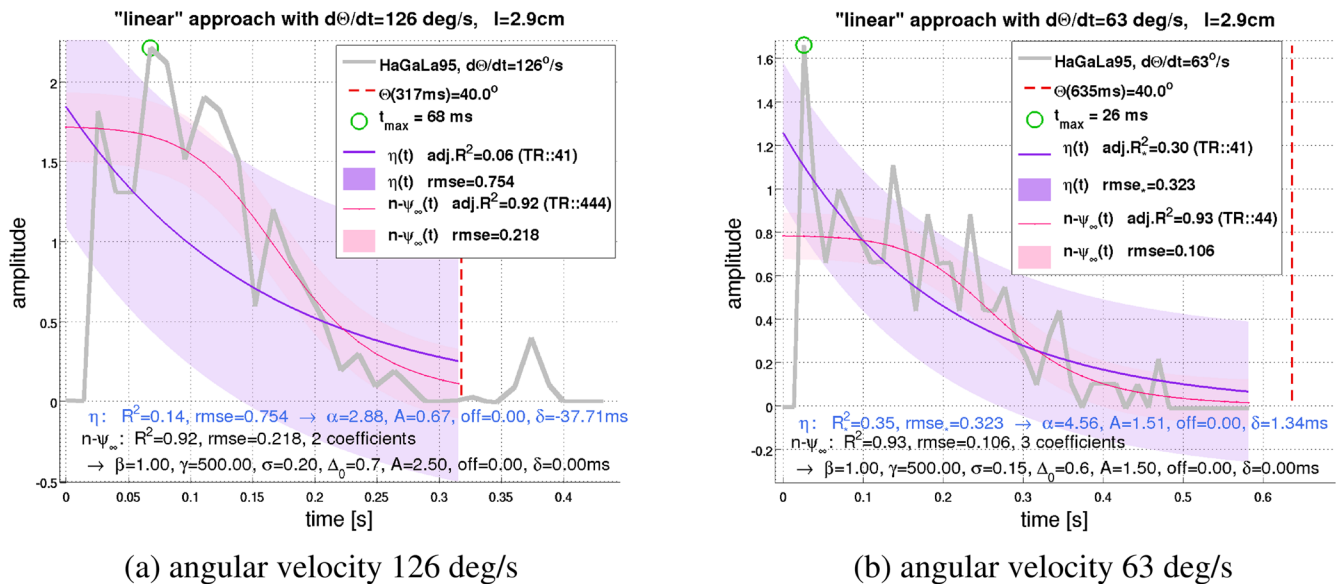 "linear" approach with dΘ/dt=126 deg/s, l=2.9cm
2
1.5
1
0.5
0
-0.5
amplitude
HaGaLa95, dΘ/dt=126°/s
Θ(317ms)=40.0°
t_max = 68 ms
η(t) adj.R²=0.06 (TR::41)
η(t) rmse=0.754
n-ψ∞(t) adj.R²=0.92 (TR::444)
n-ψ∞(t) rmse=0.218
η: R²=0.14, rmse=0.754 → α=2.88, A=0.67, off=0.00, δ=-37.71ms
n-ψ∞: R²=0.92, rmse=0.218, 2 coefficients
→ β=1.00, γ=500.00, σ=0.20, Δ₀=0.7, A=2.50, off=0.00, δ=0.00ms
0 0.05 0.1 0.15 0.2 0.25 0.3 0.35 0.4
time [s]
(a) angular velocity 126 deg/s
"linear" approach with dΘ/dt=63 deg/s, l=2.9cm
1.6
1.4
1.2
1
0.8
0.6
0.4
0.2
0
-0.2
amplitude
HaGaLa95, dΘ/dt=63°/s
Θ(635ms)=40.0°
t_max = 26 ms
η(t) adj.R²*=0.30 (TR::41)
η(t) rmse*=0.323
n-ψ∞(t) adj.R²=0.93 (TR::44)
n-ψ∞(t) rmse=0.106
η: R²*=0.35, rmse*=0.323 → α=4.56, A=1.51, off=0.00, δ=1.34ms
n-ψ∞: R²=0.93, rmse=0.106, 3 coefficients
→ β=1.00, γ=500.00, σ=0.15, Δ₀=0.6, A=1.50, off=0.00, δ=0.00ms
0 0.1 0.2 0.3 0.4 0.5 0.6
time [s]
(b) angular velocity 63 deg/s